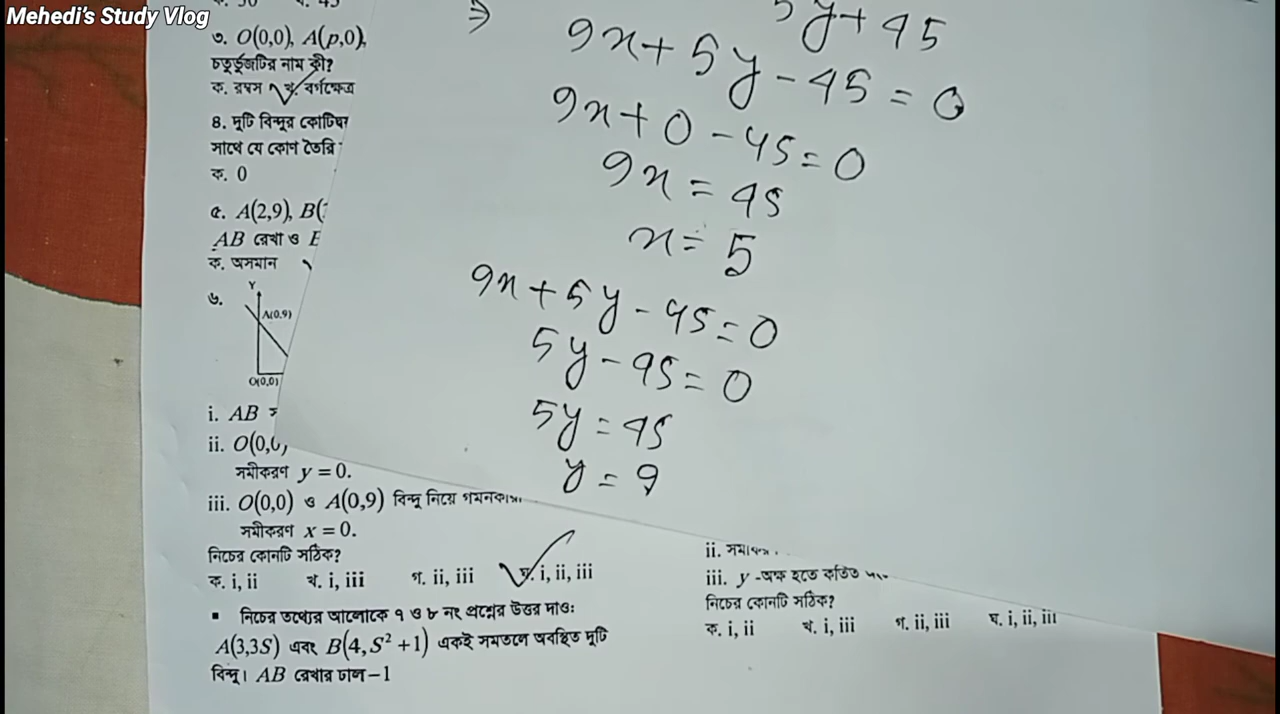 Mehedi's Study Vlog
৩. O(0,0), A(p,0),
চতুর্ভুজটির নাম কী?
ক. রম্বস খ. বর্গক্ষেত্র
৪. দুটি বিন্দুর
সাথে যে কোণ তৈরি
ক. 0
৫. A(2,9), B(
AB রেখা ও
ক. অসমান
৬.
Y
A(0,9)
O(0,0)
i. AB
ii. O(0,
সমীকরণ y = 0.
iii. O(0,0) ও A(0,9) বিন্দু নিয়ে
সমীকরণ x = 0.
নিচের কোনটি সঠিক?
ক. i, ii খ. i, iii গ. ii, iii ঘ. i, ii, iii
▪ নিচের তথ্যের আলোকে ৭ ও ৮ নং প্রশ্নের উত্তর দাও:
A(3,3S) এবং B(4, S² +1) একই সমতলে অবস্থিত দুটি
বিন্দু। AB রেখার ঢাল −1
⇒ 5y + 45
9x + 5y - 45 = 0
9x + 0 - 45 = 0
9x = 45
x = 5
9x + 5y - 45 = 0
5y - 45 = 0
5y = 45
y = 9
ii.
iii. y -অক্ষ হতে কর্তিত
নিচের কোনটি সঠিক?
ক. i, ii খ. i, iii গ. ii, iii ঘ. i, ii, iii